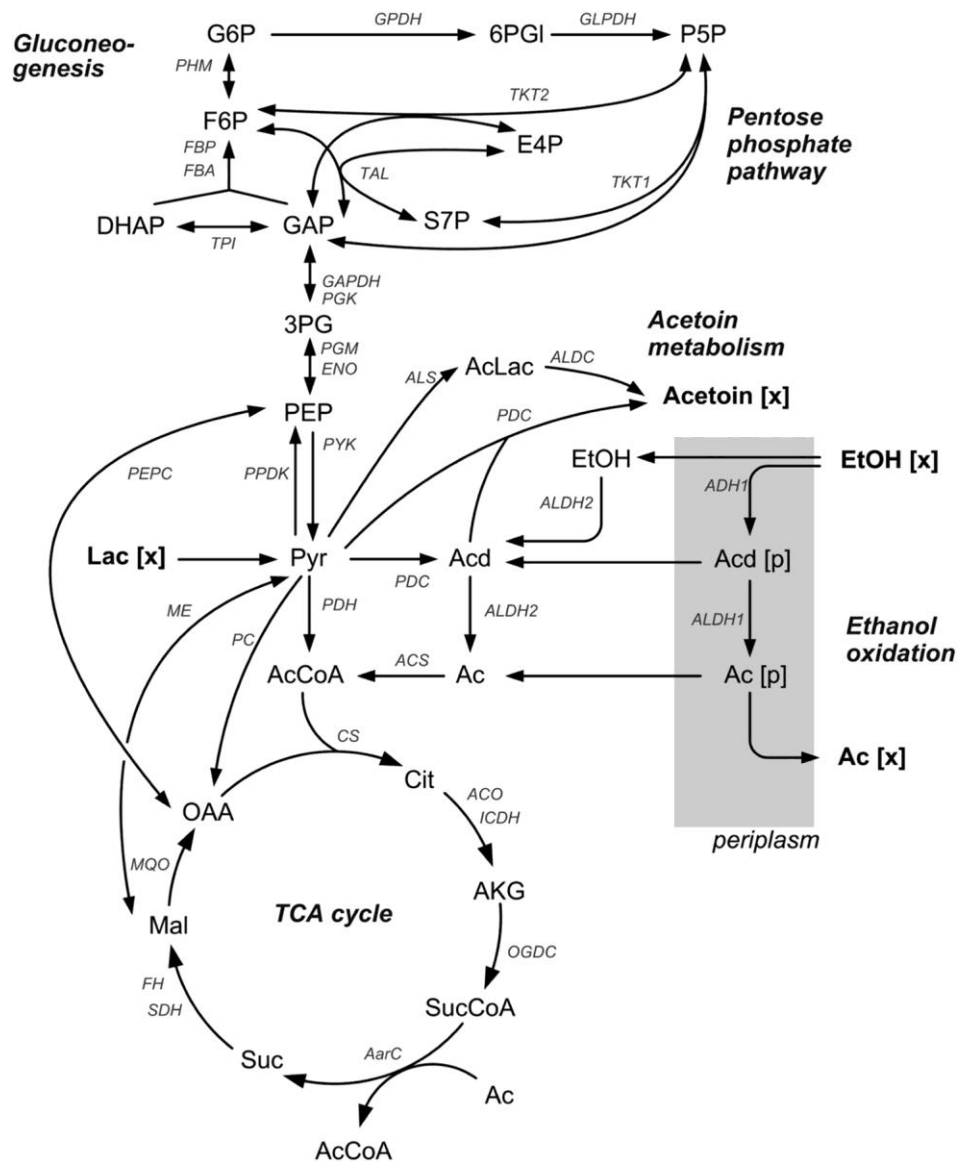 Gluconeo-
genesis
G6P
GPDH
6PGl
GLPDH
P5P
PHM
F6P
TKT2
E4P
Pentose
phosphate
pathway
FBP
FBA
TAL
TKT1
DHAP
TPI
GAP
S7P
GAPDH
PGK
3PG
PGM
ENO
Acetoin
metabolism
AcLac
ALDC
ALS
Acetoin [x]
PEP
PDC
PYK
PPDK
PEPC
EtOH
EtOH [x]
ADH1
ALDH2
Lac [x]
Pyr
PDC
Acd
Acd [p]
ME
PDH
ALDH2
ALDH1
PC
Ethanol
oxidation
AcCoA
ACS
Ac
Ac [p]
CS
Ac [x]
Cit
OAA
ACO
ICDH
periplasm
MQO
AKG
TCA cycle
Mal
OGDC
FH
SDH
SucCoA
Suc
AarC
Ac
AcCoA